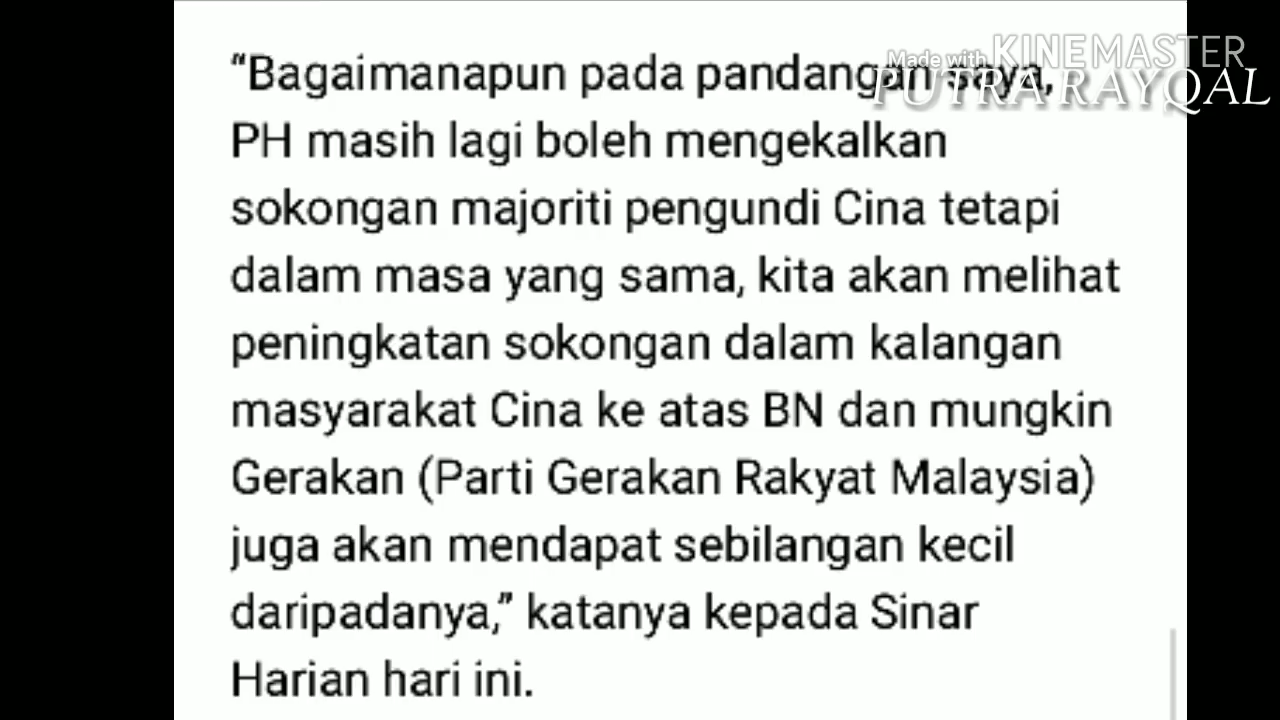 Made with KINEMASTER
PUTRA RAYQAL
“Bagaimanapun pada pandangan saya,
PH masih lagi boleh mengekalkan
sokongan majoriti pengundi Cina tetapi
dalam masa yang sama, kita akan melihat
peningkatan sokongan dalam kalangan
masyarakat Cina ke atas BN dan mungkin
Gerakan (Parti Gerakan Rakyat Malaysia)
juga akan mendapat sebilangan kecil
daripadanya,” katanya kepada Sinar
Harian hari ini.